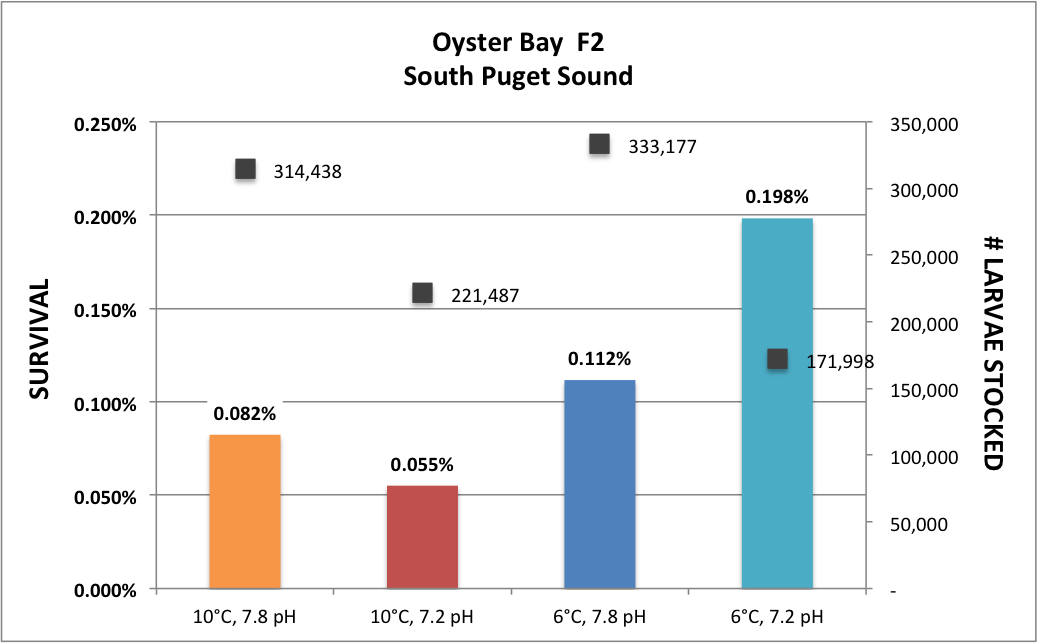 Oyster Bay  F2
South Puget Sound
0.250%
0.200%
0.150%
0.100%
0.050%
0.000%
SURVIVAL
314,438
221,487
333,177
171,998
0.082%
0.055%
0.112%
0.198%
350,000
300,000
250,000
200,000
150,000
100,000
50,000
-
# LARVAE STOCKED
10°C, 7.8 pH
10°C, 7.2 pH
6°C, 7.8 pH
6°C, 7.2 pH